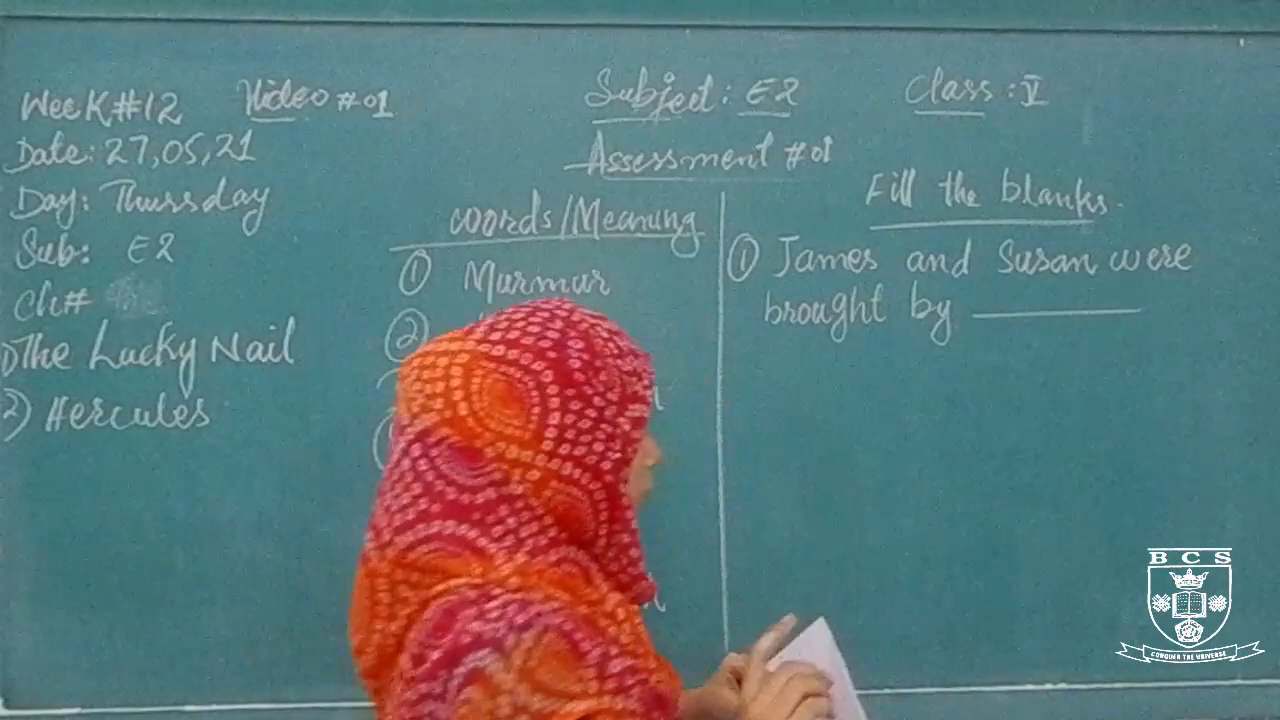 Week#12 Video #01
Date: 27,05,21
Day: Thursday
Sub: E2
Ch#
1) The Lucky Nail
2) Hercules
Subject: E2
Class: V
Assessment #01
Words/Meaning
① Murmur
②
Fill the blanks.
① James and Susan were
brought by ________
BCS
CONQUER THE UNIVERSE